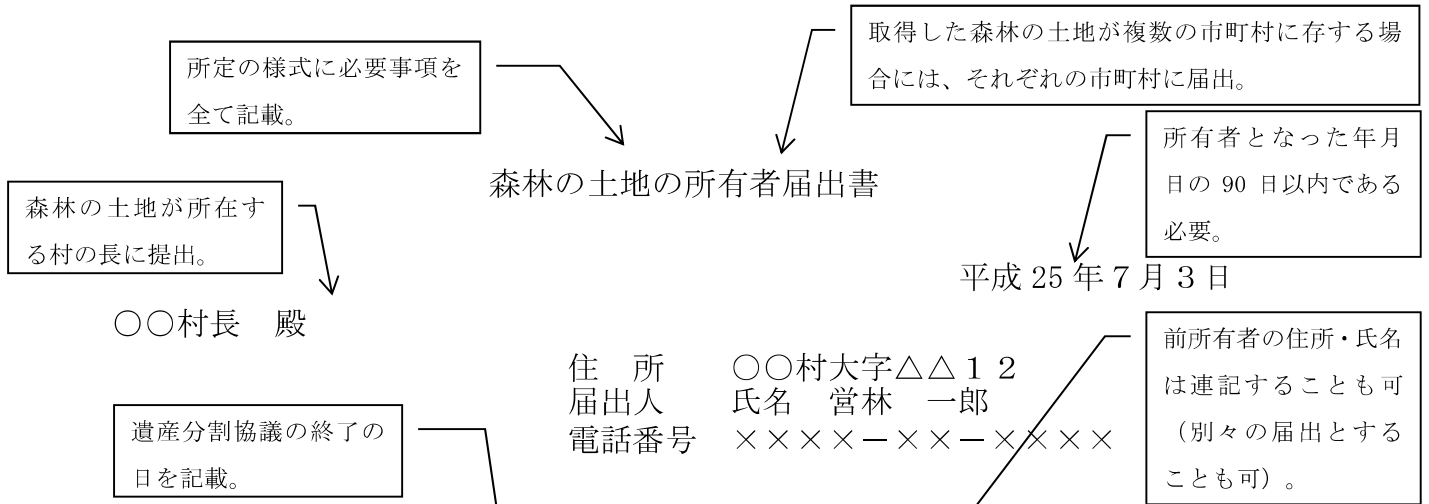 取得した森林の土地が複数の市町村に存する場
合には、それぞれの市町村に届出。
所定の様式に必要事項を
全て記載。
所有者となった年月
日の 90 日以内である
必要。
森林の土地の所有者届出書
森林の土地が所在す
る村の長に提出。
平成 25 年７月３日
○○村長　殿
前所有者の住所・氏名
は連記することも可
（別々の届出とする
ことも可）。
住　所　　○○村大字△△１２
届出人　　氏名　営林　一郎
電話番号　××××－××－××××
遺産分割協議の終了の
日を記載。